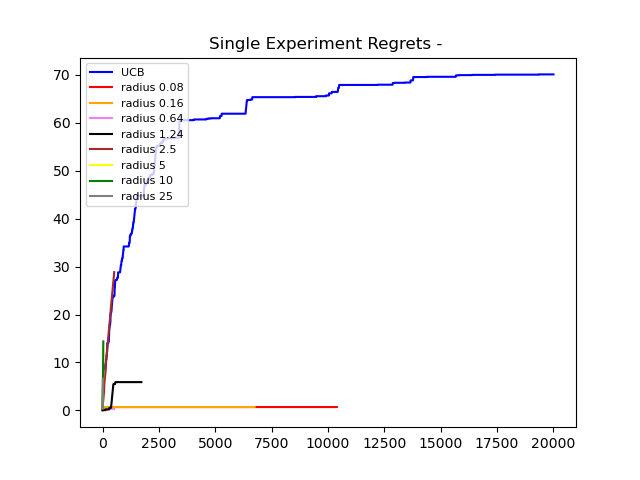 Single Experiment Regrets -
UCB
radius 0.08
radius 0.16
radius 0.64
radius 1.24
radius 2.5
radius 5
radius 10
radius 25
70
60
50
40
30
20
10
0
0 2500 5000 7500 10000 12500 15000 17500 20000